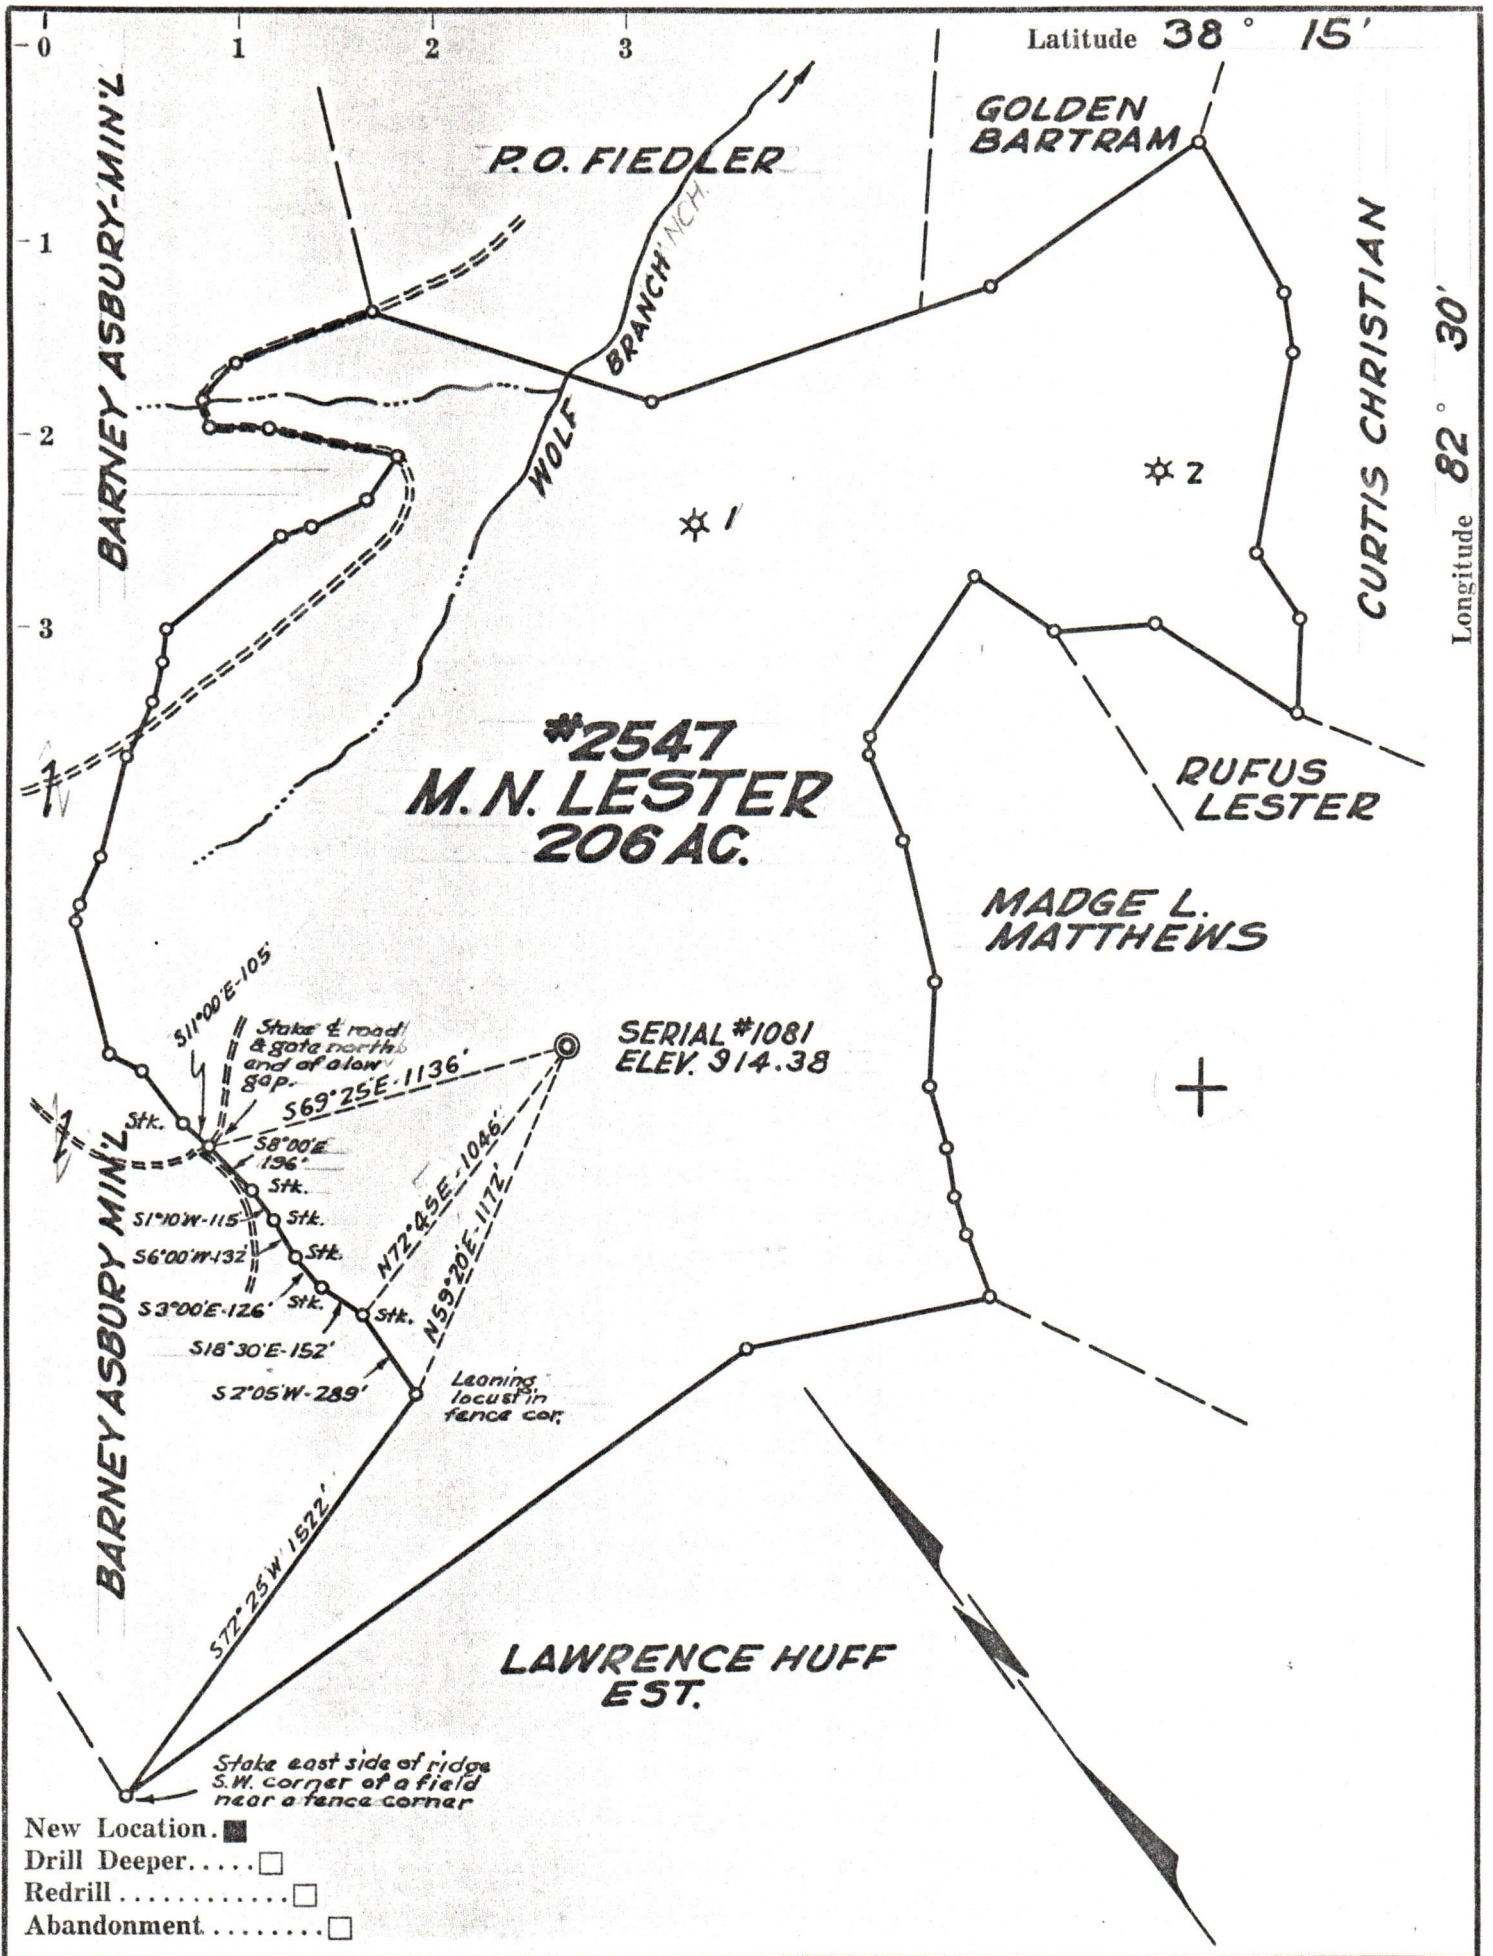 0 1 2 3
Latitude 38° 15'
1
2
3
Longitude 82° 30'
BARNEY ASBURY-MIN'L
P.O. FIEDLER
GOLDEN
BARTRAM
CURTIS CHRISTIAN
WOLF BRANCH
NCH
1
2
#2547
M. N. LESTER
206 AC.
RUFUS
LESTER
MADGE L.
MATTHEWS
SERIAL #1081
ELEV. 914.38
S11°00'E-105'
Stake ₵ road
& gate north
end of a low
gap.
S69°25'E-1136'
Stk.
S8°00'E
196'
Stk.
S1°10'W-115'
Stk.
S6°00'W-132'
Stk.
S3°00'E-126'
Stk.
S18°30'E-152'
Stk.
S2°05'W-289'
N72°45'E-1046'
N59°20'E-1172'
Leaning
locust in
fence cor.
BARNEY ASBURY MIN'L
S72°25'W 1522'
LAWRENCE HUFF
EST.
Stake east side of ridge
S.W. corner of a field
near a fence corner
New Location. ■
Drill Deeper..... □
Redrill ............ □
Abandonment........ □